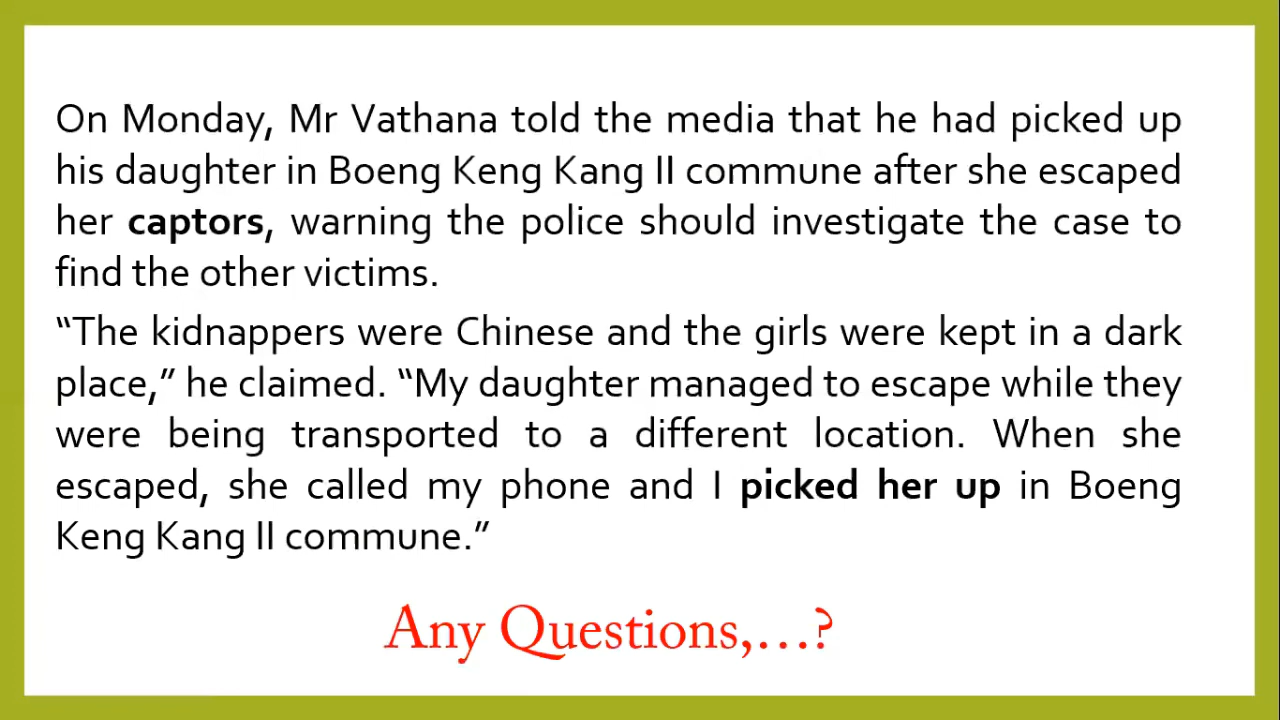 On Monday, Mr Vathana told the media that he had picked up
his daughter in Boeng Keng Kang II commune after she escaped
her captors, warning the police should investigate the case to
find the other victims.
“The kidnappers were Chinese and the girls were kept in a dark
place,” he claimed. “My daughter managed to escape while they
were being transported to a different location. When she
escaped, she called my phone and I picked her up in Boeng
Keng Kang II commune.”
Any Questions,...?